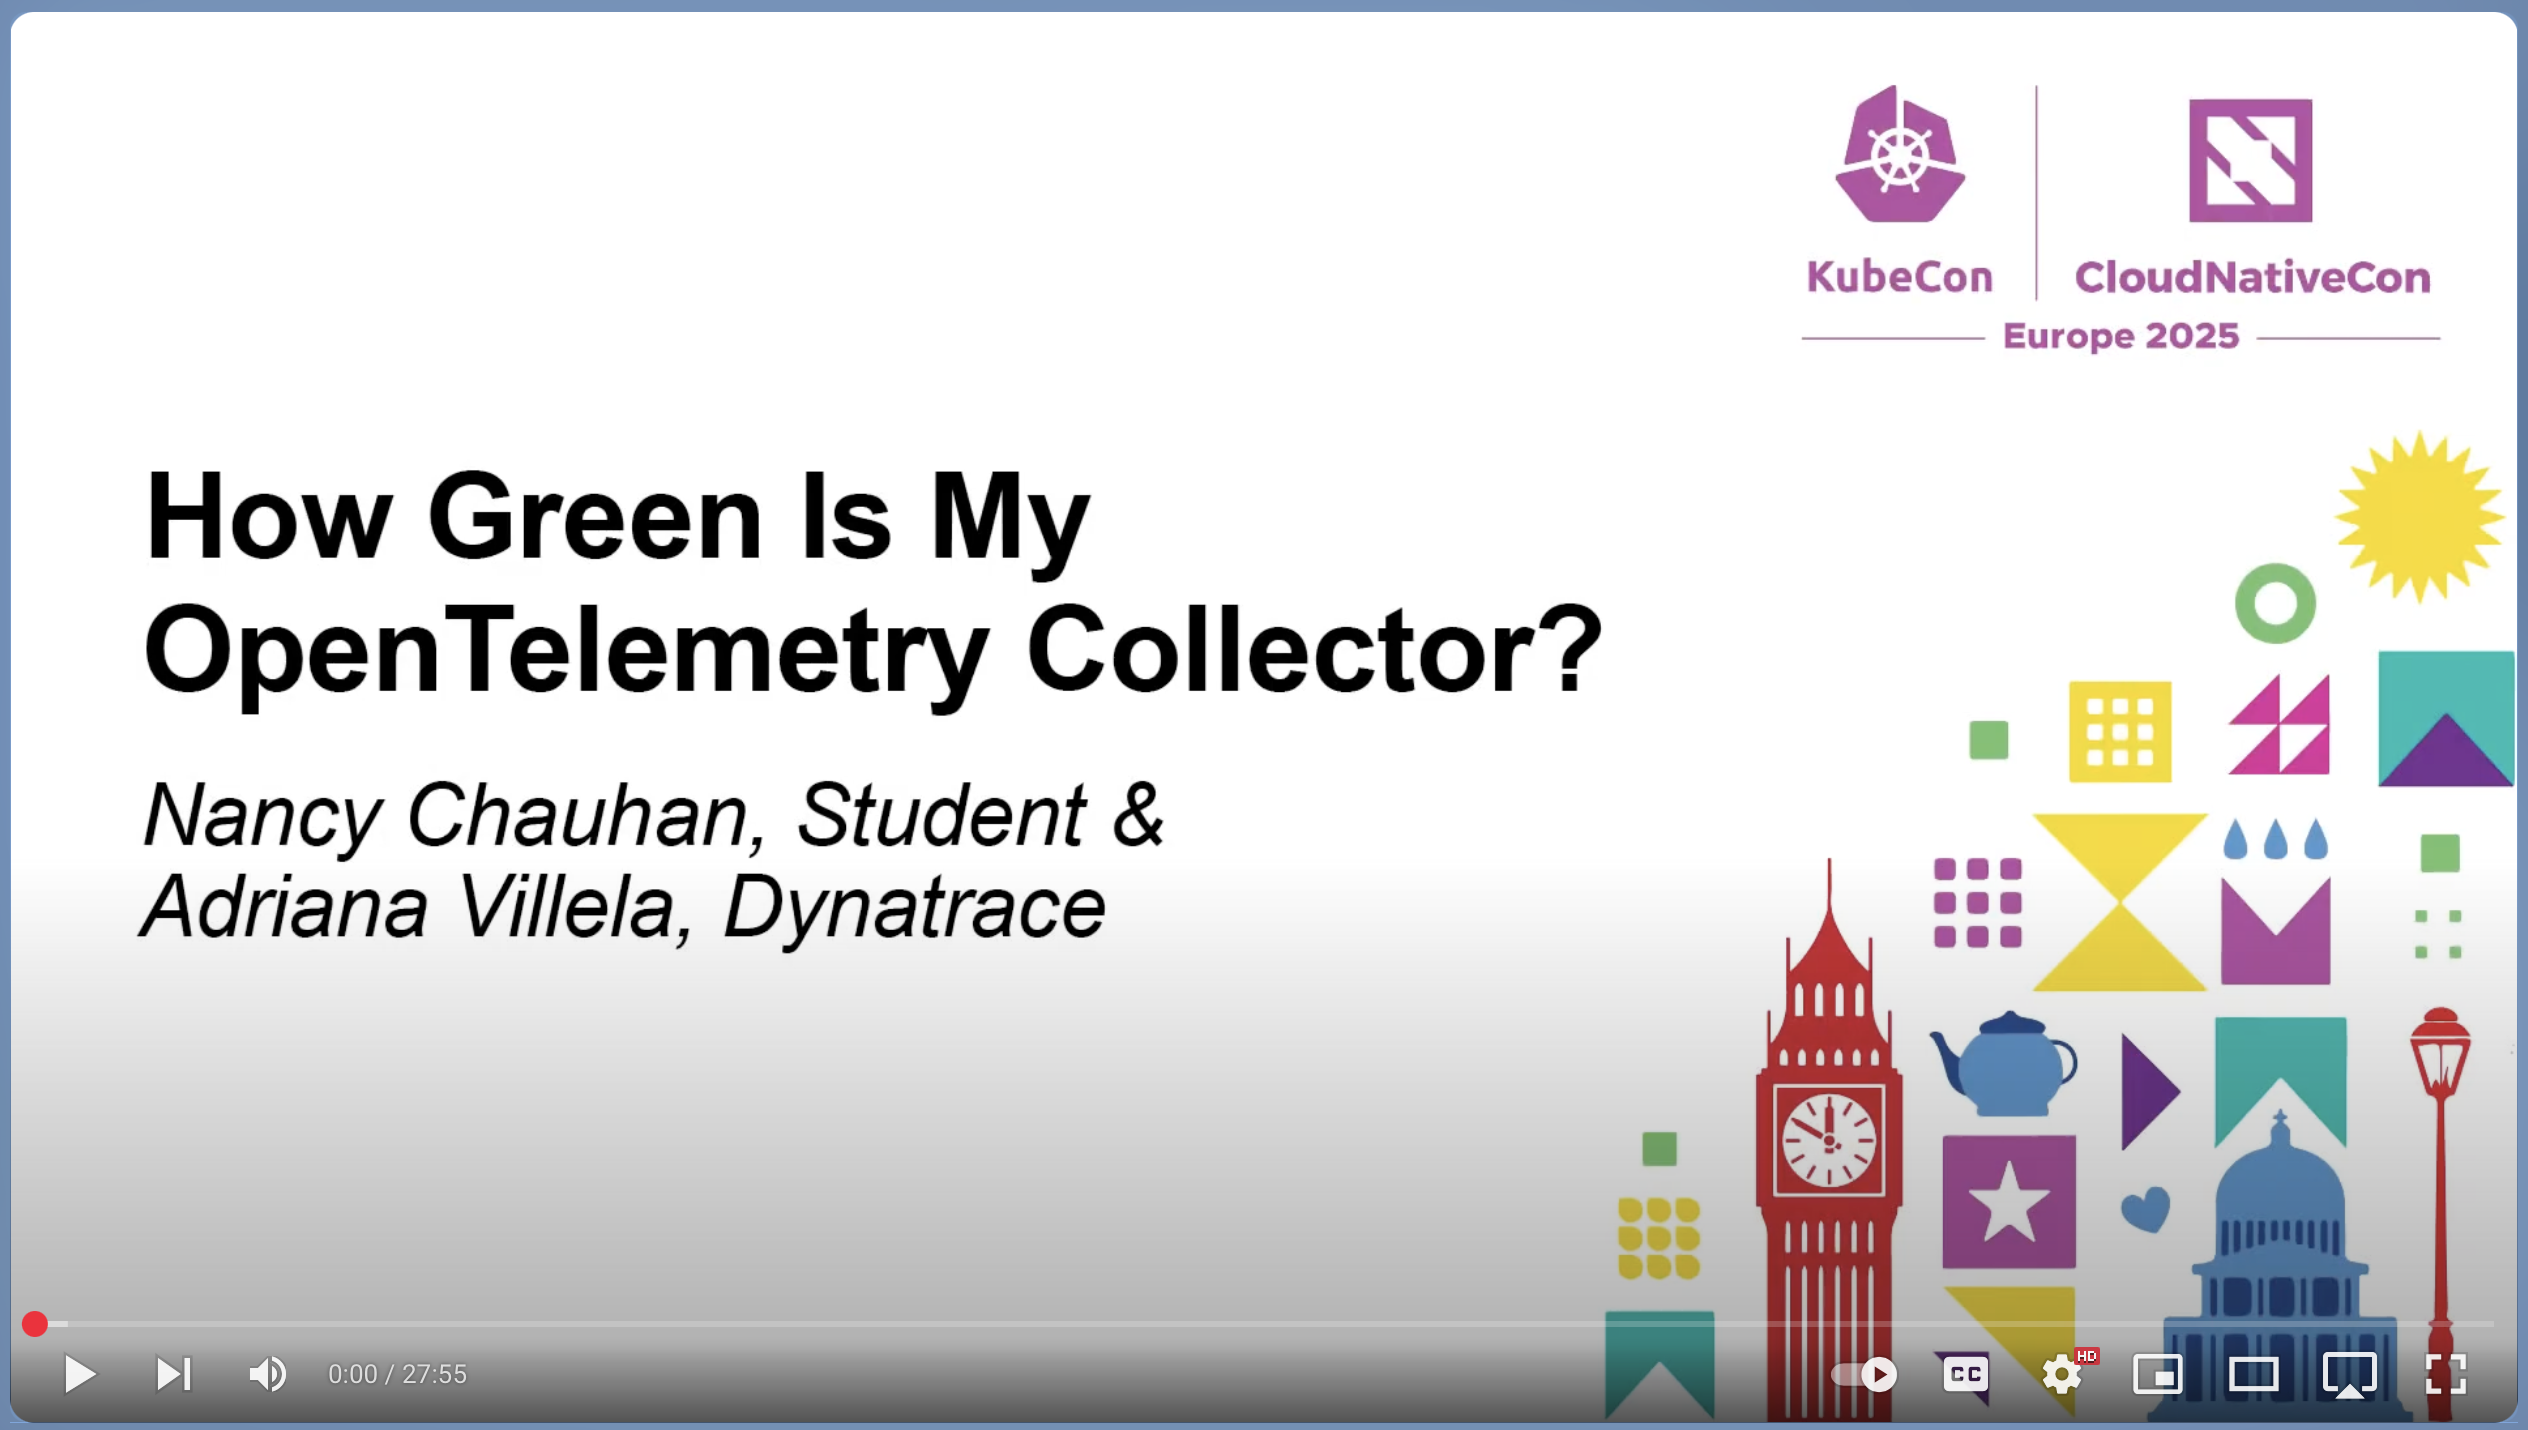 KubeCon
CloudNativeCon
Europe 2025
How Green Is My
OpenTelemetry Collector?
Nancy Chauhan, Student &
Adriana Villela, Dynatrace
0:00 / 27:55
CC
HD